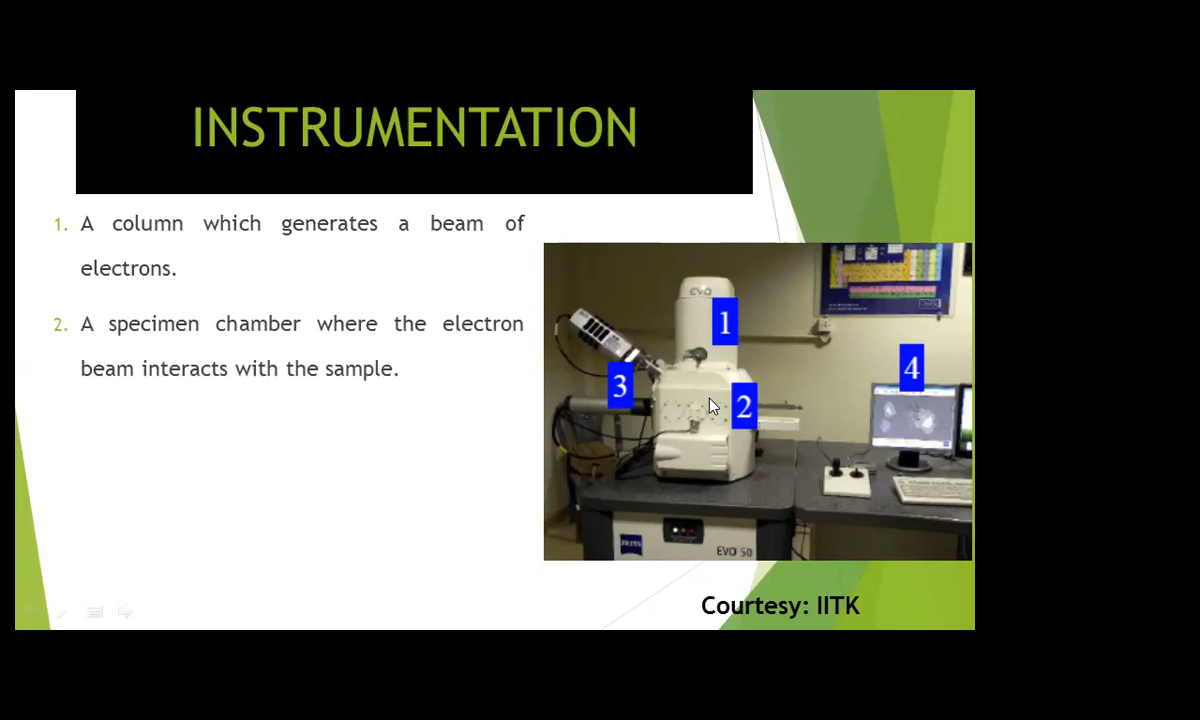 INSTRUMENTATION
1. A column which generates a beam of
electrons.
2. A specimen chamber where the electron
beam interacts with the sample.
evo
1
2
3
4
ZEISS
EVO 50
Courtesy: IITK